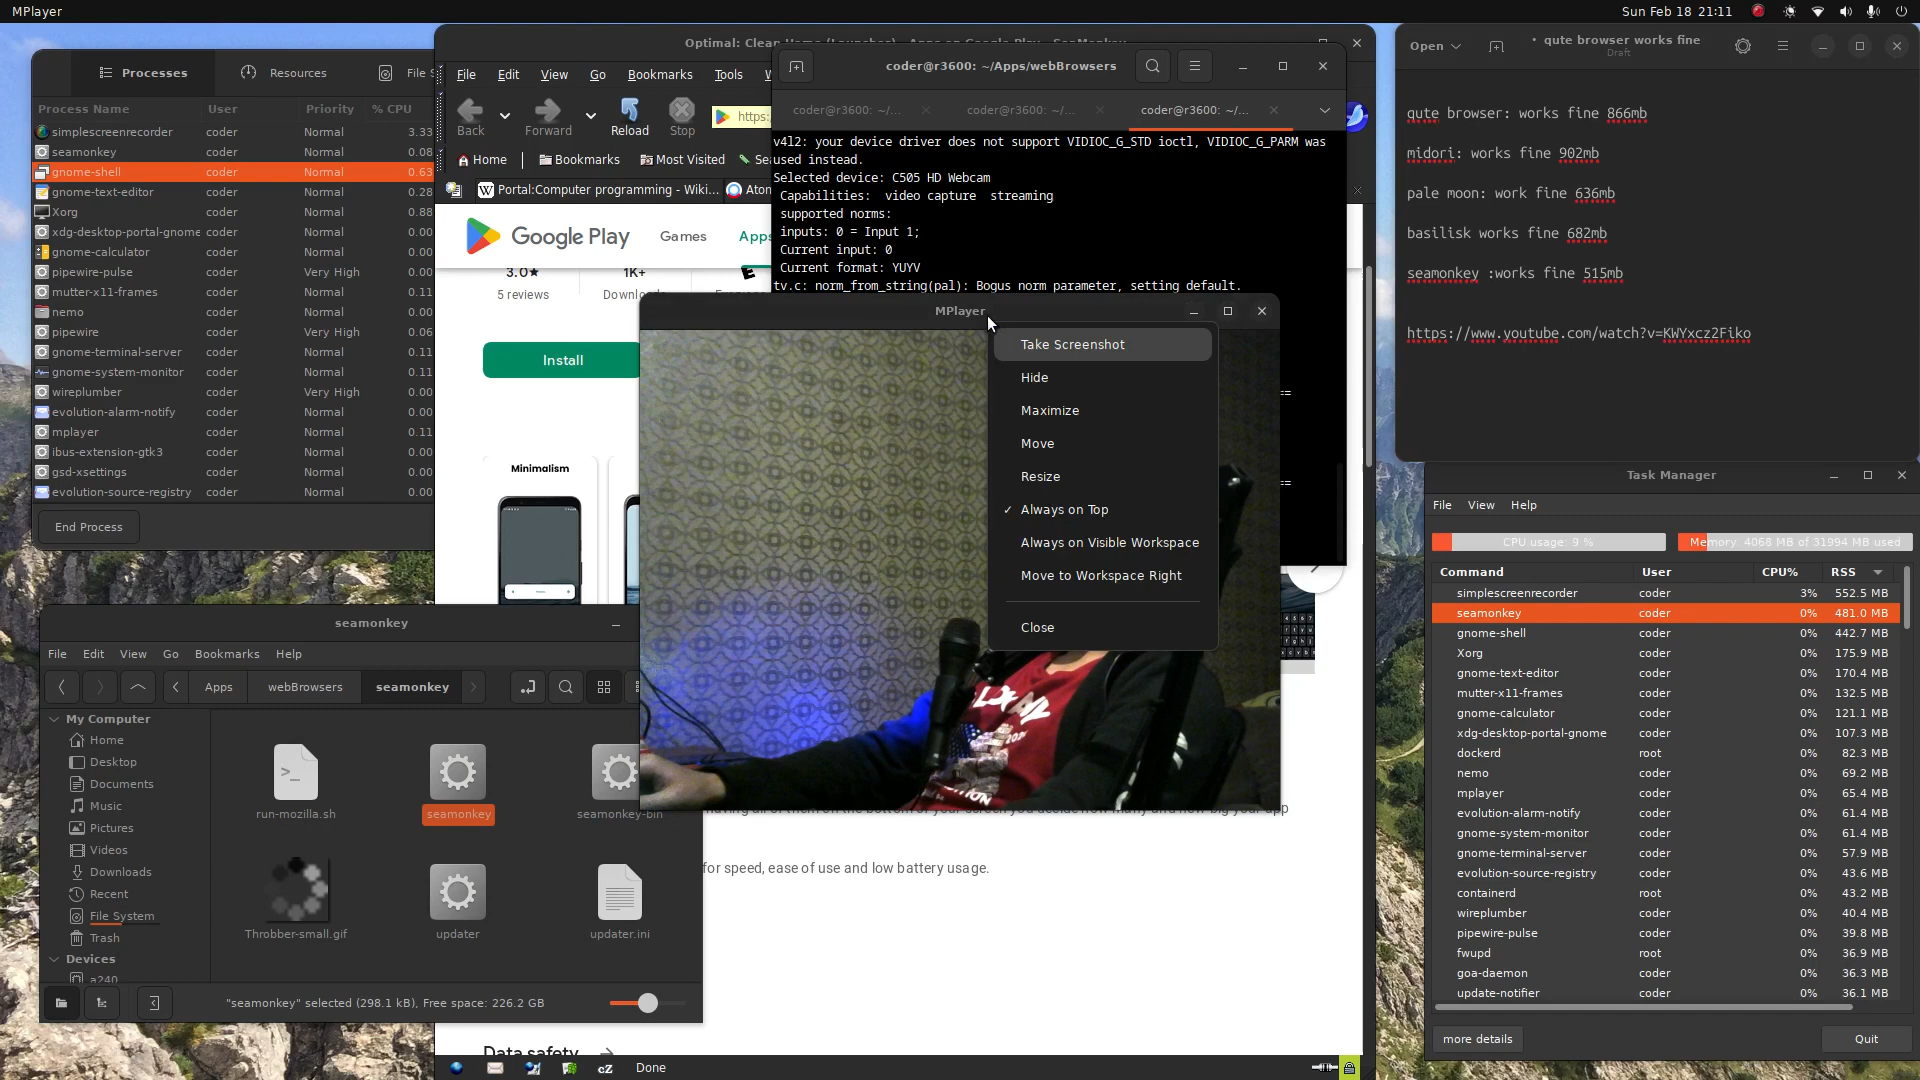 MPlayer
Sun Feb 18 21:11
Processes
Resources
File S
Process Name User Priority % CPU
simplescreenrecorder coder Normal 3.33
seamonkey coder Normal 0.08
gnome-shell coder Normal 0.63
gnome-text-editor coder Normal 0.28
Xorg coder Normal 0.88
xdg-desktop-portal-gnome coder Normal 0.00
gnome-calculator coder Normal 0.00
pipewire-pulse coder Very High 0.00
mutter-x11-frames coder Normal 0.11
nemo coder Normal 0.00
pipewire coder Very High 0.06
gnome-terminal-server coder Normal 0.11
gnome-system-monitor coder Normal 0.11
wireplumber coder Very High 0.00
evolution-alarm-notify coder Normal 0.00
mplayer coder Normal 0.11
ibus-extension-gtk3 coder Normal 0.00
gsd-xsettings coder Normal 0.00
evolution-source-registry coder Normal 0.00
End Process
File Edit View Go Bookmarks Tools
Back
Forward
Reload
Stop
https:
Home
Bookmarks
Most Visited
Portal:Computer programming - Wiki...
Google Play
Games
Apps
3.0★
5 reviews
1K+
Install
Minimalism
for speed, ease of use and low battery usage.
Data safety
cZ Done
coder@r3600: ~/Apps/webBrowsers
coder@r3600: ~/...
coder@r3600: ~/...
coder@r3600: ~/...
v4l2: your device driver does not support VIDIOC_G_STD ioctl, VIDIOC_G_PARM was
used instead.
Selected device: C505 HD Webcam
Capabilities: video capture streaming
supported norms:
inputs: 0 = Input 1;
Current input: 0
Current format: YUYV
tv.c: norm_from_string(pal): Bogus norm parameter, setting default.
==
==
MPlayer
Take Screenshot
Hide
Maximize
Move
Resize
✓ Always on Top
Always on Visible Workspace
Move to Workspace Right
Close
seamonkey
File Edit View Go Bookmarks Help
Apps
webBrowsers
seamonkey
My Computer
Home
Desktop
Documents
Music
Pictures
Videos
Downloads
Recent
File System
Trash
Devices
a240
run-mozilla.sh
seamonkey
seamonkey-bin
Throbber-small.gif
updater
updater.ini
"seamonkey" selected (298.1 kB), Free space: 226.2 GB
Open
• qute browser works fine
Draft
qute browser: works fine 866mb
midori: works fine 902mb
pale moon: work fine 636mb
basilisk works fine 682mb
seamonkey :works fine 515mb
https://www.youtube.com/watch?v=KWYxcz2Fiko
Task Manager
File View Help
CPU usage: 9 %
Memory: 4068 MB of 31994 MB used
Command User CPU% RSS
simplescreenrecorder coder 3% 552.5 MB
seamonkey coder 0% 481.0 MB
gnome-shell coder 0% 442.7 MB
Xorg coder 0% 175.9 MB
gnome-text-editor coder 0% 170.4 MB
mutter-x11-frames coder 0% 132.5 MB
gnome-calculator coder 0% 121.1 MB
xdg-desktop-portal-gnome coder 0% 107.3 MB
dockerd root 0% 82.3 MB
nemo coder 0% 69.2 MB
mplayer coder 0% 65.4 MB
evolution-alarm-notify coder 0% 61.4 MB
gnome-system-monitor coder 0% 61.4 MB
gnome-terminal-server coder 0% 57.9 MB
evolution-source-registry coder 0% 43.6 MB
containerd root 0% 43.2 MB
wireplumber coder 0% 40.4 MB
pipewire-pulse coder 0% 39.8 MB
fwupd root 0% 36.9 MB
goa-daemon coder 0% 36.3 MB
update-notifier coder 0% 36.1 MB
more details
Quit